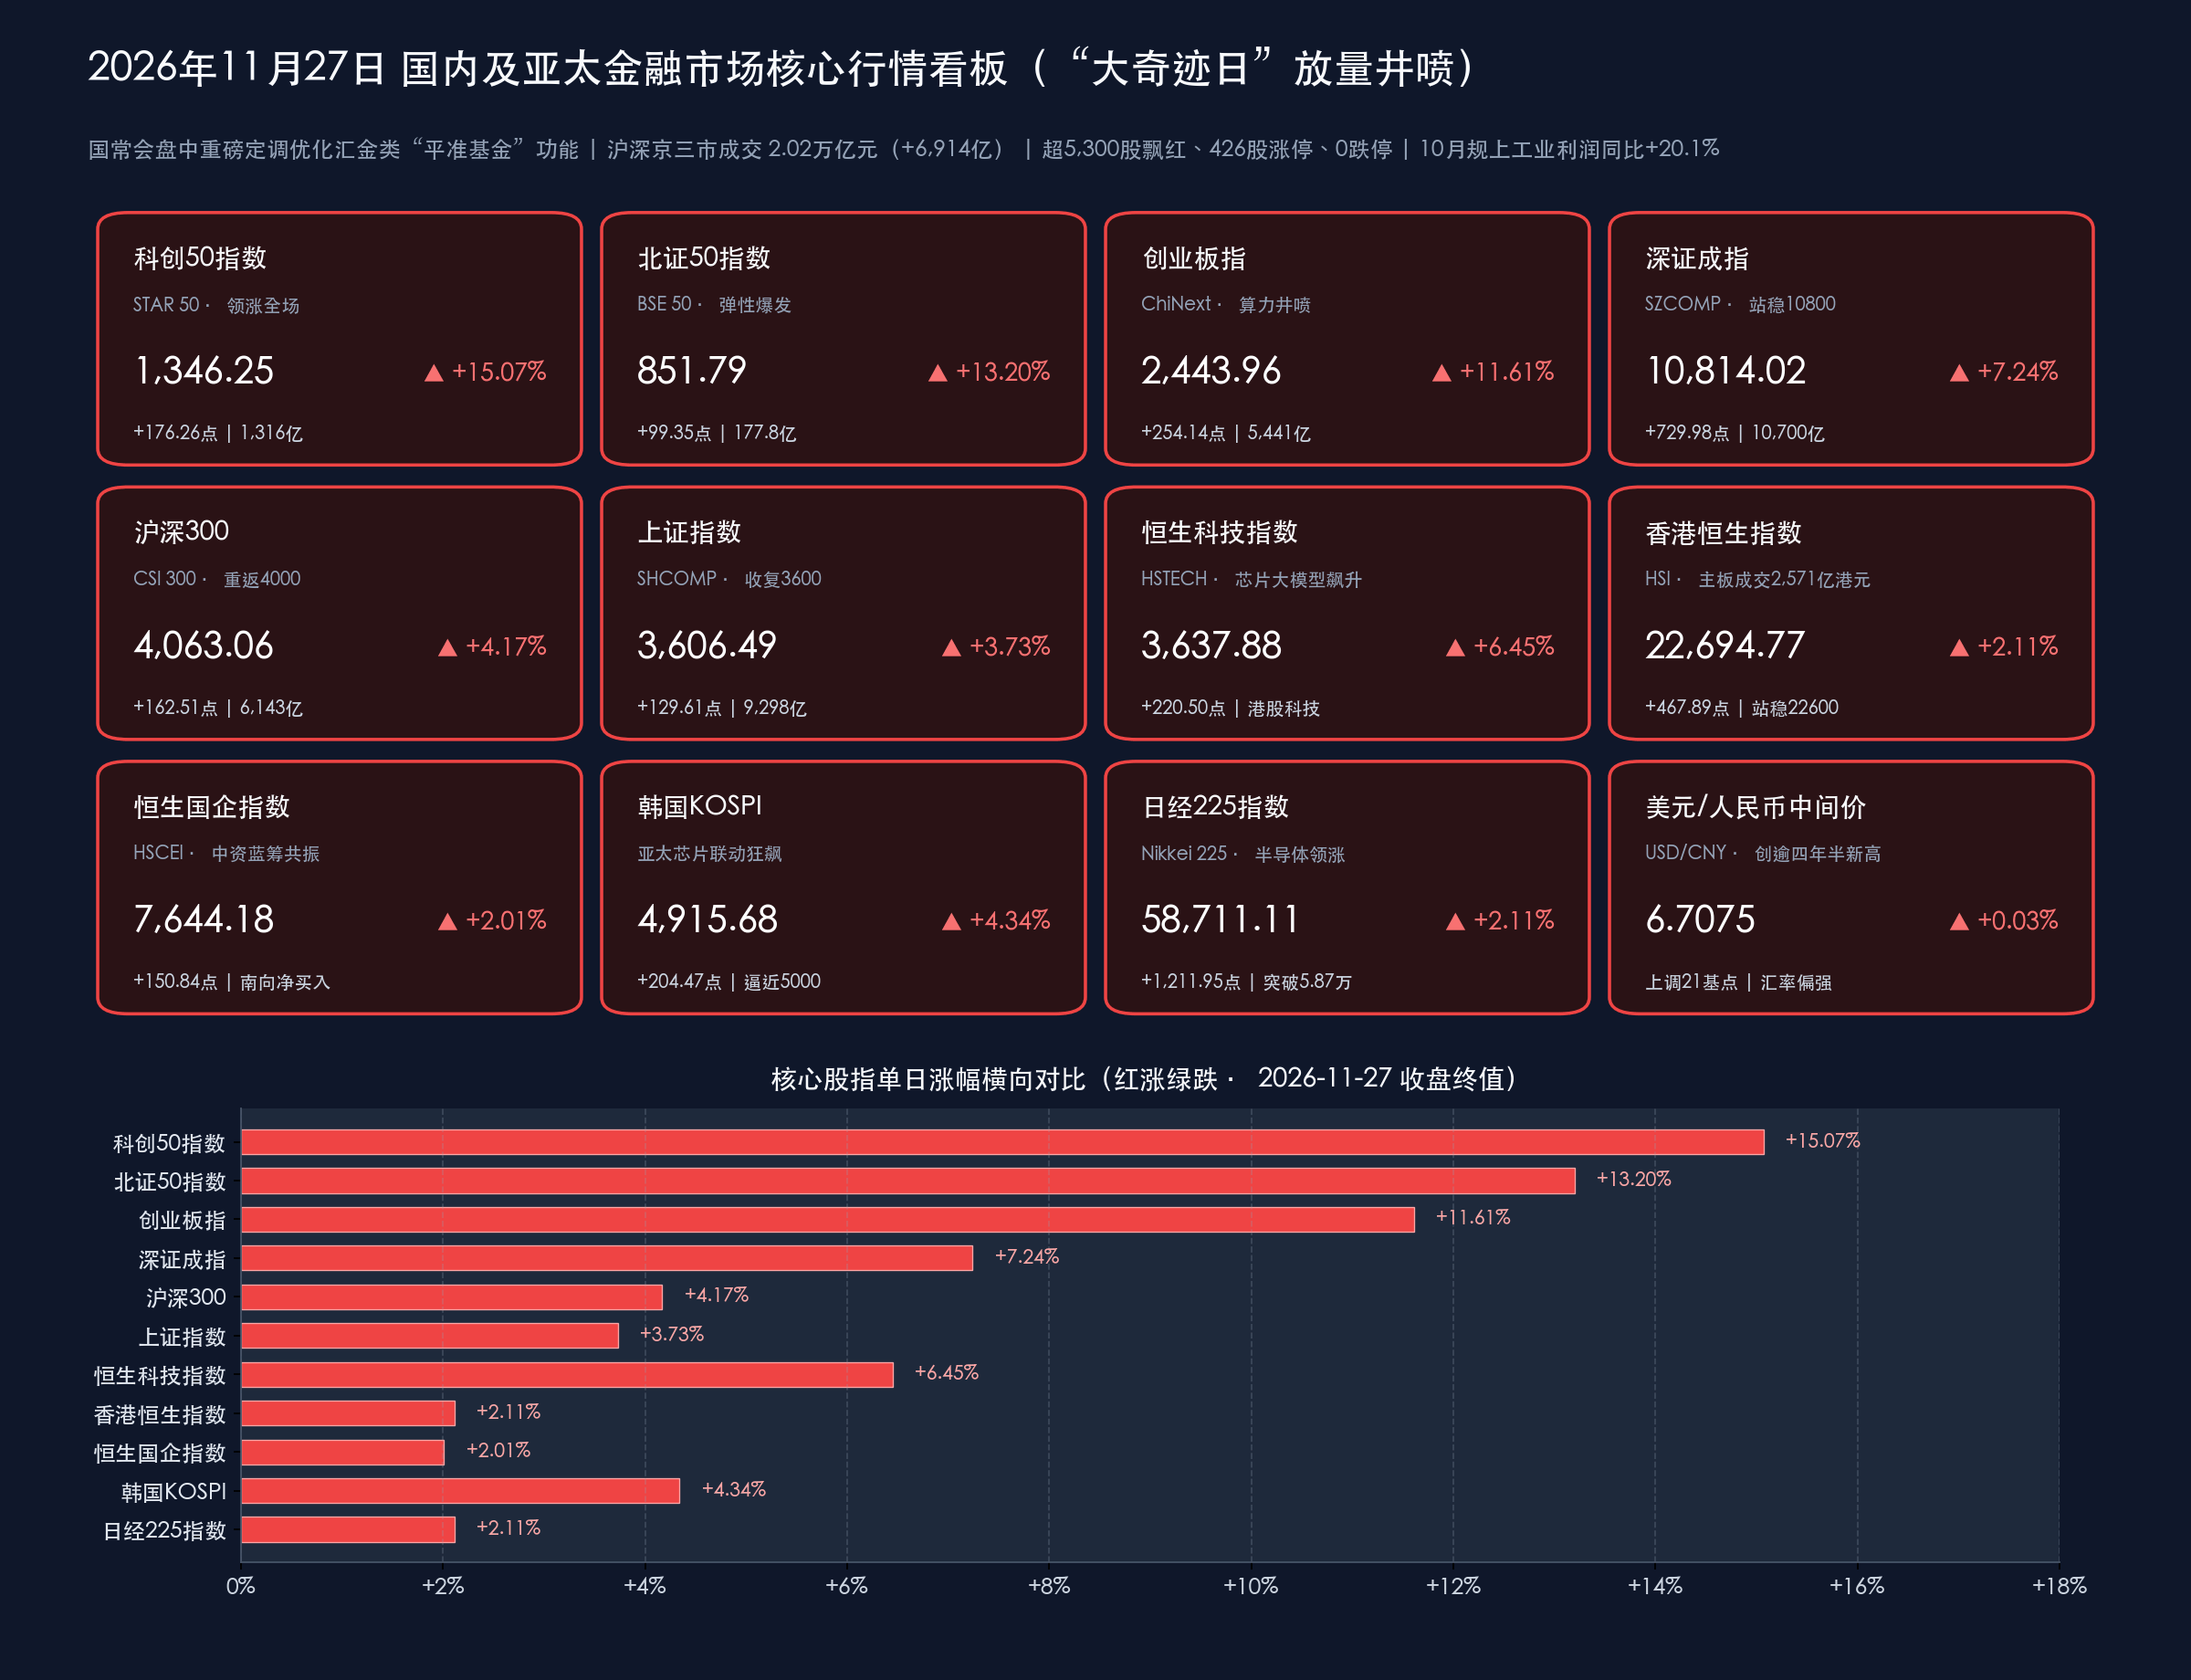 2026年11月27日 国内及亚太金融市场核心行情看板（“大奇迹日”放量井喷）
国常会盘中重磅定调优化汇金类“平准基金”功能 | 沪深京三市成交 2.02万亿元（+6,914亿） | 超5,300股飘红、426股涨停、0跌停 | 10月规上工业利润同比+20.1%
科创50指数
STAR 50 · 领涨全场
1,346.25
▲ +15.07%
+176.26点 | 1,316亿
北证50指数
BSE 50 · 弹性爆发
851.79
▲ +13.20%
+99.35点 | 177.8亿
创业板指
ChiNext · 算力井喷
2,443.96
▲ +11.61%
+254.14点 | 5,441亿
深证成指
SZCOMP · 站稳10800
10,814.02
▲ +7.24%
+729.98点 | 10,700亿
沪深300
CSI 300 · 重返4000
4,063.06
▲ +4.17%
+162.51点 | 6,143亿
上证指数
SHCOMP · 收复3600
3,606.49
▲ +3.73%
+129.61点 | 9,298亿
恒生科技指数
HSTECH · 芯片大模型飙升
3,637.88
▲ +6.45%
+220.50点 | 港股科技
香港恒生指数
HSI · 主板成交2,571亿港元
22,694.77
▲ +2.11%
+467.89点 | 站稳22600
恒生国企指数
HSCEI · 中资蓝筹共振
7,644.18
▲ +2.01%
+150.84点 | 南向净买入
韩国KOSPI
亚太芯片联动狂飙
4,915.68
▲ +4.34%
+204.47点 | 逼近5000
日经225指数
Nikkei 225 · 半导体领涨
58,711.11
▲ +2.11%
+1,211.95点 | 突破5.87万
美元/人民币中间价
USD/CNY · 创逾四年半新高
6.7075
▲ +0.03%
上调21基点 | 汇率偏强
核心股指单日涨幅横向对比（红涨绿跌 · 2026-11-27 收盘终值）
科创50指数 +15.07%
北证50指数 +13.20%
创业板指 +11.61%
深证成指 +7.24%
沪深300 +4.17%
上证指数 +3.73%
恒生科技指数 +6.45%
香港恒生指数 +2.11%
恒生国企指数 +2.01%
韩国KOSPI +4.34%
日经225指数 +2.11%
0% +2% +4% +6% +8% +10% +12% +14% +16% +18%